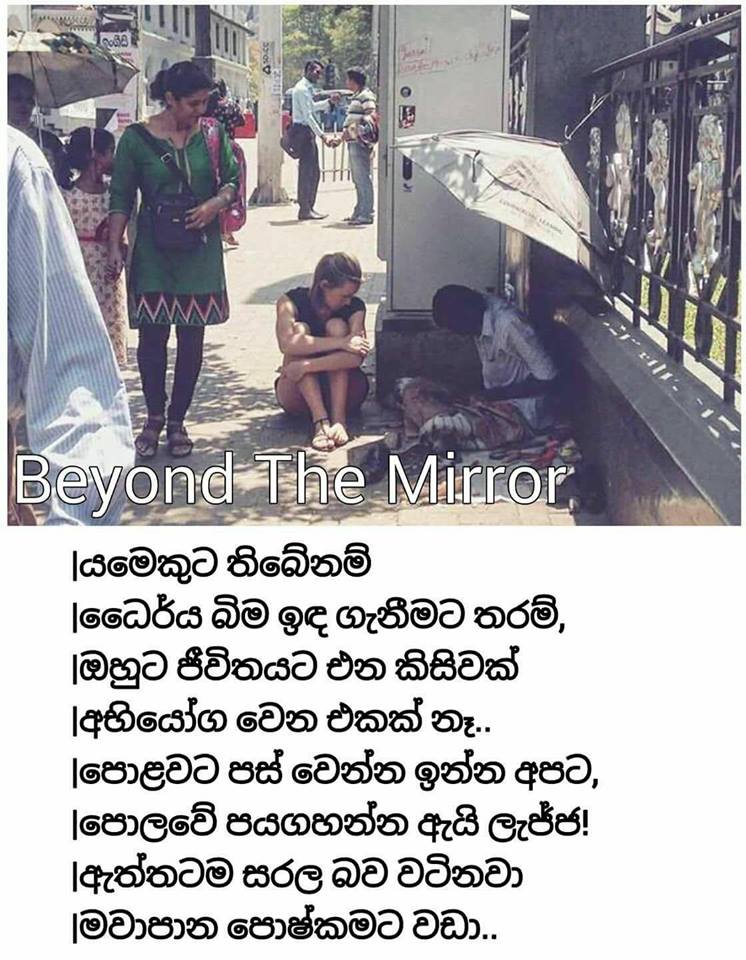 ඉංග්‍රීසි
Beyond The Mirror
|යමෙකුට තිබේනම්
|ධෛර්ය බිම ඉඳ ගැනීමට තරම්,
|ඔහුට ජීවිතයට එන කිසිවක්
|අභියෝග වෙන එකක් නෑ..
|පොළවට පස් වෙන්න ඉන්න අපට,
|පොලවේ පයගහන්න ඇයි ලැජ්ජ!
|ඇත්තටම සරල බව වටිනවා
|මවාපාන පොෂ්කමට වඩා..